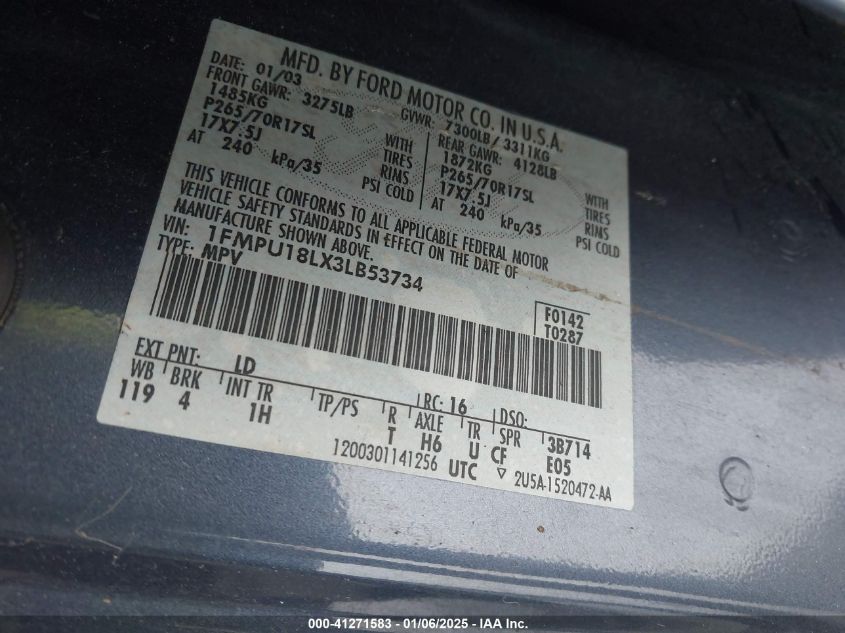 MFD. BY FORD MOTOR CO. IN U.S.A.
DATE: 01/03 GVWR: 7300LB / 3311KG
FRONT GAWR: 3275LB REAR GAWR: 4128LB
1485KG 1872KG
P265/70R17SL WITH TIRES P265/70R17SL WITH TIRES
17X7.5J RIMS 17X7.5J RIMS
AT 240 kPa/35 PSI COLD AT 240 kPa/35 PSI COLD
THIS VEHICLE CONFORMS TO ALL APPLICABLE FEDERAL MOTOR
VEHICLE SAFETY STANDARDS IN EFFECT ON THE DATE OF
MANUFACTURE SHOWN ABOVE.
VIN: 1FMPU18LX3LB53734
TYPE: MPV
F0142
T0287
EXT PNT: LD RC: 16 DSO:
WB BRK INT TR TP/PS R AXLE TR SPR 3B714
119 4 1H T H6 U CF E05
1200301141256 UTC ▽ 2U5A-1520472-AA
000-41271583 - 01/06/2025 - IAA Inc.